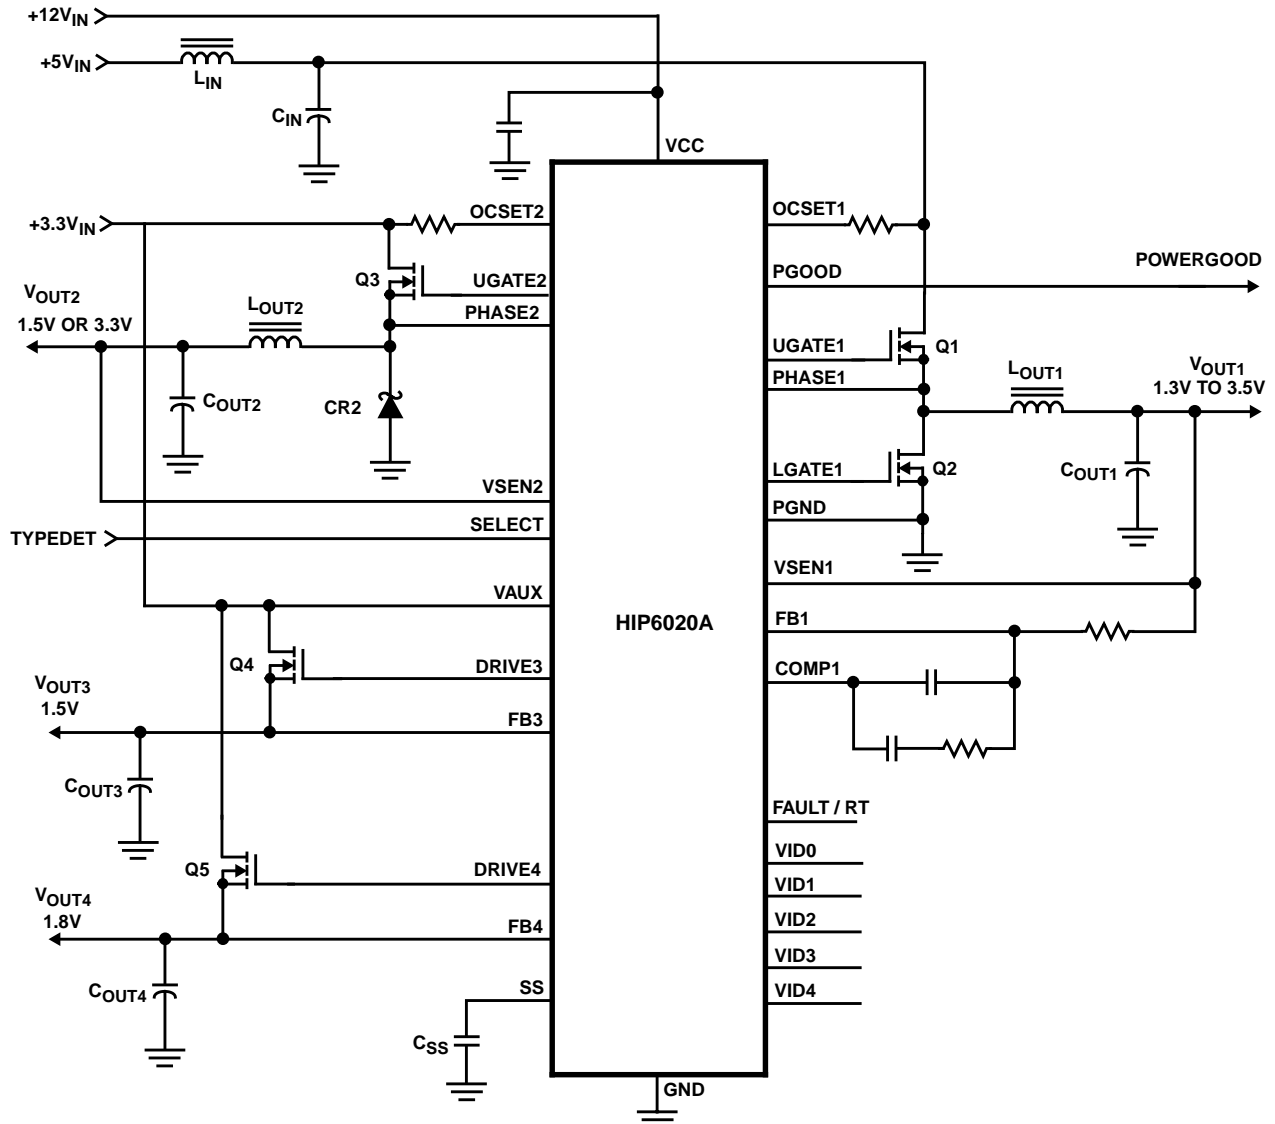 +12VIN
+5VIN
LIN
CIN
VCC
+3.3VIN
OCSET2
OCSET1
PGOOD
POWERGOOD
Q3
UGATE2
VOUT2
1.5V OR 3.3V
LOUT2
PHASE2
UGATE1
Q1
PHASE1
LOUT1
VOUT1
1.3V TO 3.5V
COUT2
CR2
LGATE1
Q2
COUT1
VSEN2
PGND
SELECT
TYPEDET
VSEN1
VAUX
HIP6020A
FB1
Q4
DRIVE3
COMP1
VOUT3
1.5V
FB3
COUT3
FAULT / RT
VID0
Q5
DRIVE4
VID1
VOUT4
1.8V
FB4
VID2
VID3
COUT4
SS
VID4
CSS
GND